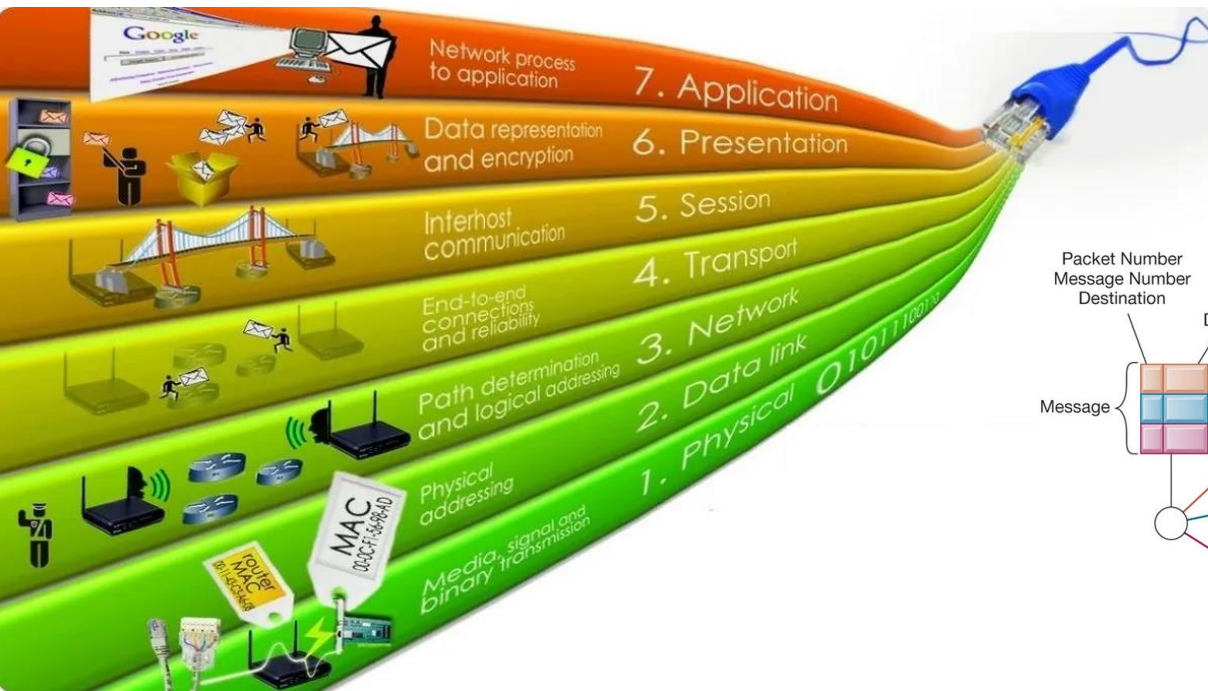 Google
Network process
to application
7. Application
Data representation
and encryption
6. Presentation
Interhost
communication
5. Session
End-to-end
connections
and reliability
4. Transport
Path determination
and logical addressing
3. Network
Physical
addressing
2. Data link
Media, signal and
binary transmission
1. Physical
MAC
router
MAC
Packet Number
Message Number
Destination
D
Message